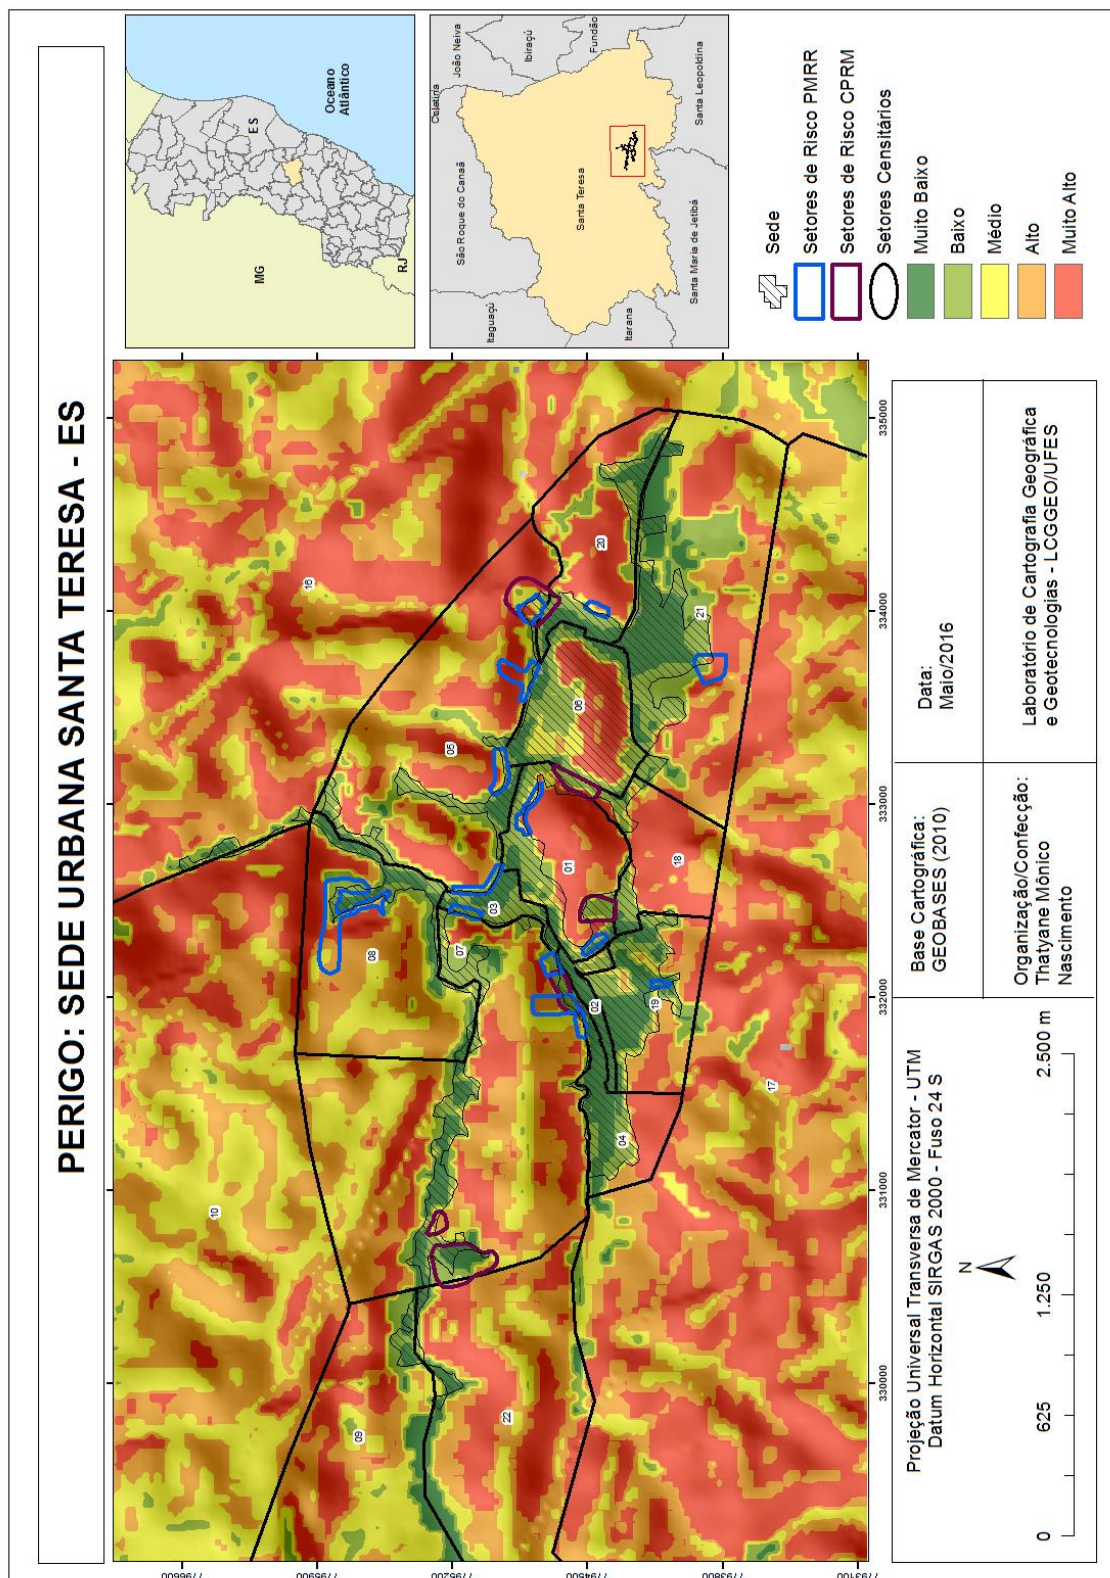 PERIGO: SEDE URBANA SANTA TERESA - ES
MG
ES
RJ
Oceano
Atlântico
Colatina
João Neiva
Ibiraçú
Fundão
São Roque do Canaã
Itaguaçú
Santa Teresa
Itarana
Santa Maria de Jetibá
Santa Leopoldina
Sede
Setores de Risco PMRR
Setores de Risco CPRM
Setores Censitários
Muito Baixo
Baixo
Médio
Alto
Muito Alto
16
10
05
08
09
07
03
20
21
06
01
18
02
19
04
17
22
330000
331000
332000
333000
334000
335000
Projeção Universal Transversa de Mercator - UTM
Datum Horizontal SIRGAS 2000 - Fuso 24 S
N
0
625
1.250
2.500 m
Base Cartográfica:
GEOBASES (2010)
Data:
Maio/2016
Organização/Confecção:
Thatyane Mônico
Nascimento
Laboratório de Cartografia Geográfica
e Geotecnologias - LCGGEO/UFES